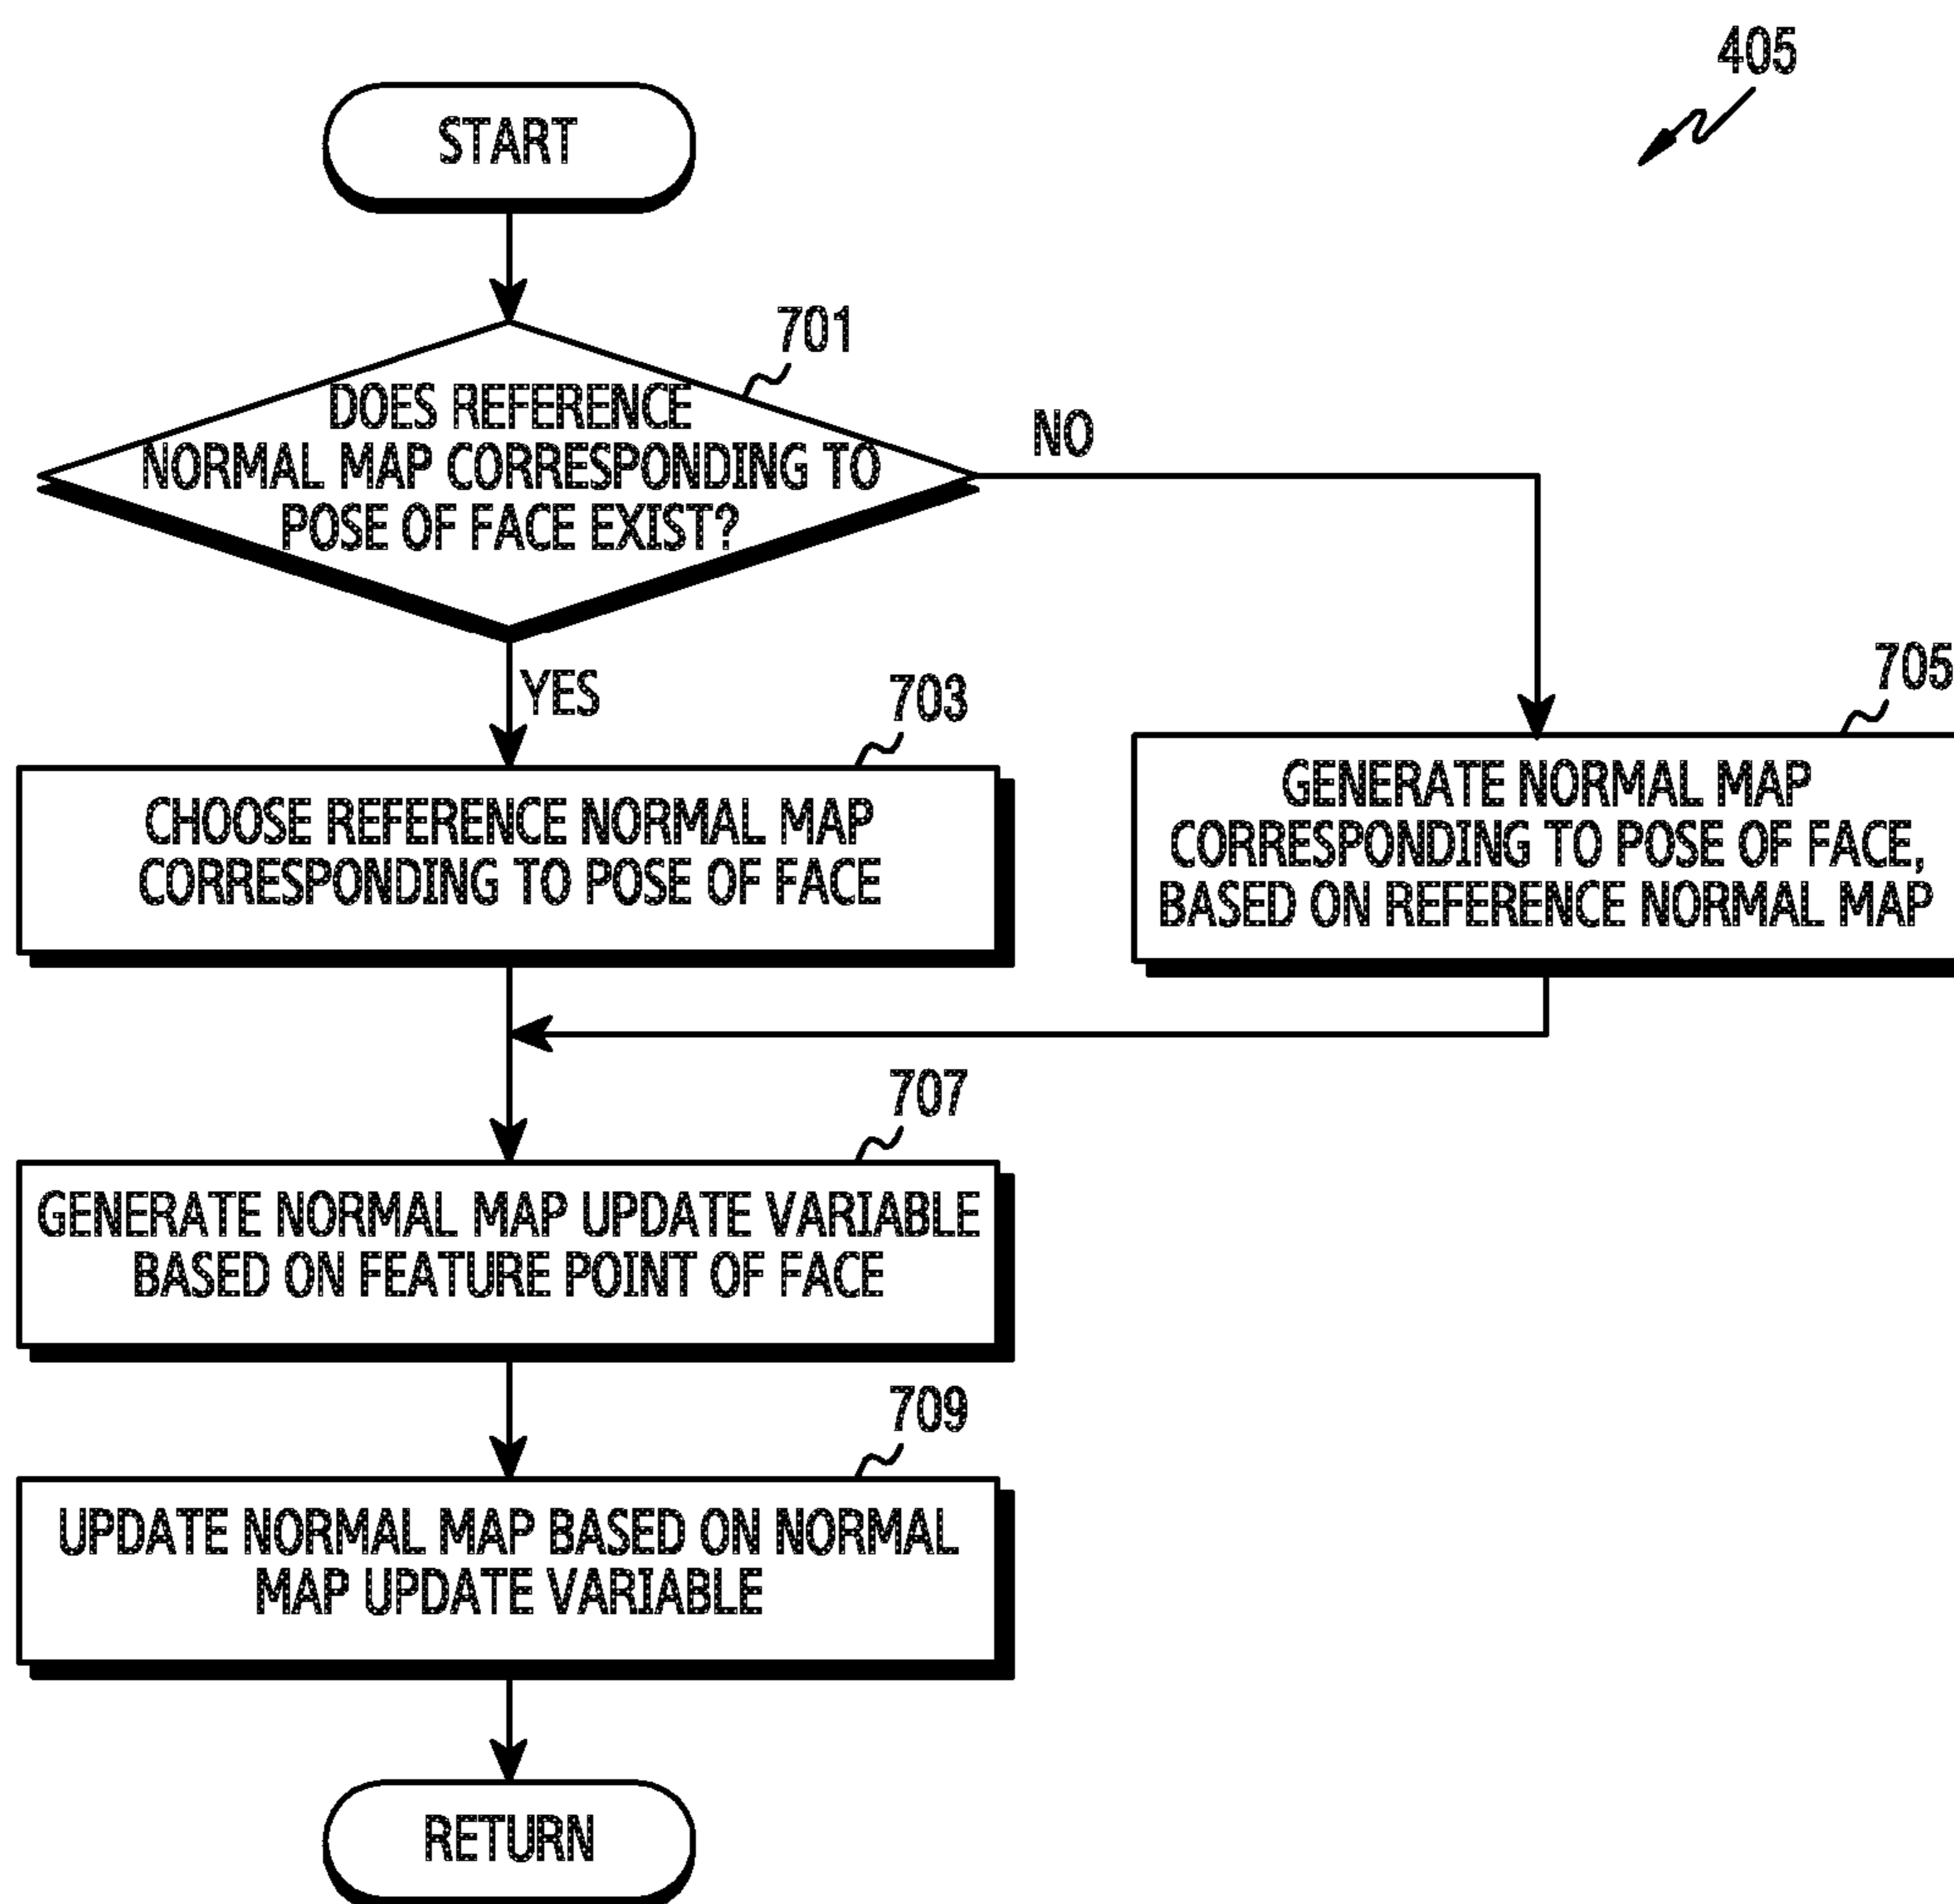 405
START
701
DOES REFERENCE
NORMAL MAP CORRESPONDING TO
POSE OF FACE EXIST?
NO
YES
703
CHOOSE REFERENCE NORMAL MAP
CORRESPONDING TO POSE OF FACE
705
GENERATE NORMAL MAP
CORRESPONDING TO POSE OF FACE,
BASED ON REFERENCE NORMAL MAP
707
GENERATE NORMAL MAP UPDATE VARIABLE
BASED ON FEATURE POINT OF FACE
709
UPDATE NORMAL MAP BASED ON NORMAL
MAP UPDATE VARIABLE
RETURN